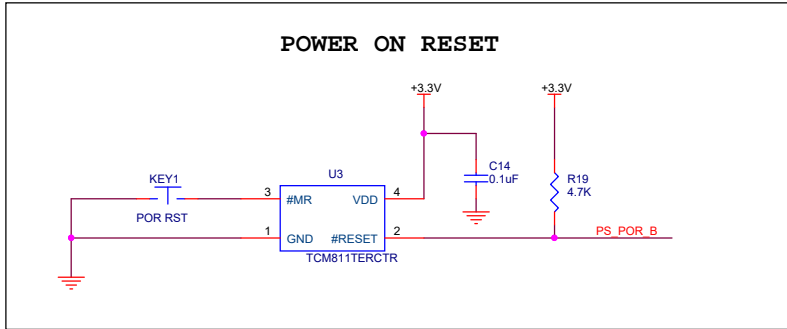 POWER ON RESET
+3.3V +3.3V
C14
0.1uF
R19
4.7K
U3
KEY1
POR RST
3 #MR VDD 4
1 GND #RESET 2
TCM811TERCTR
PS_POR_B